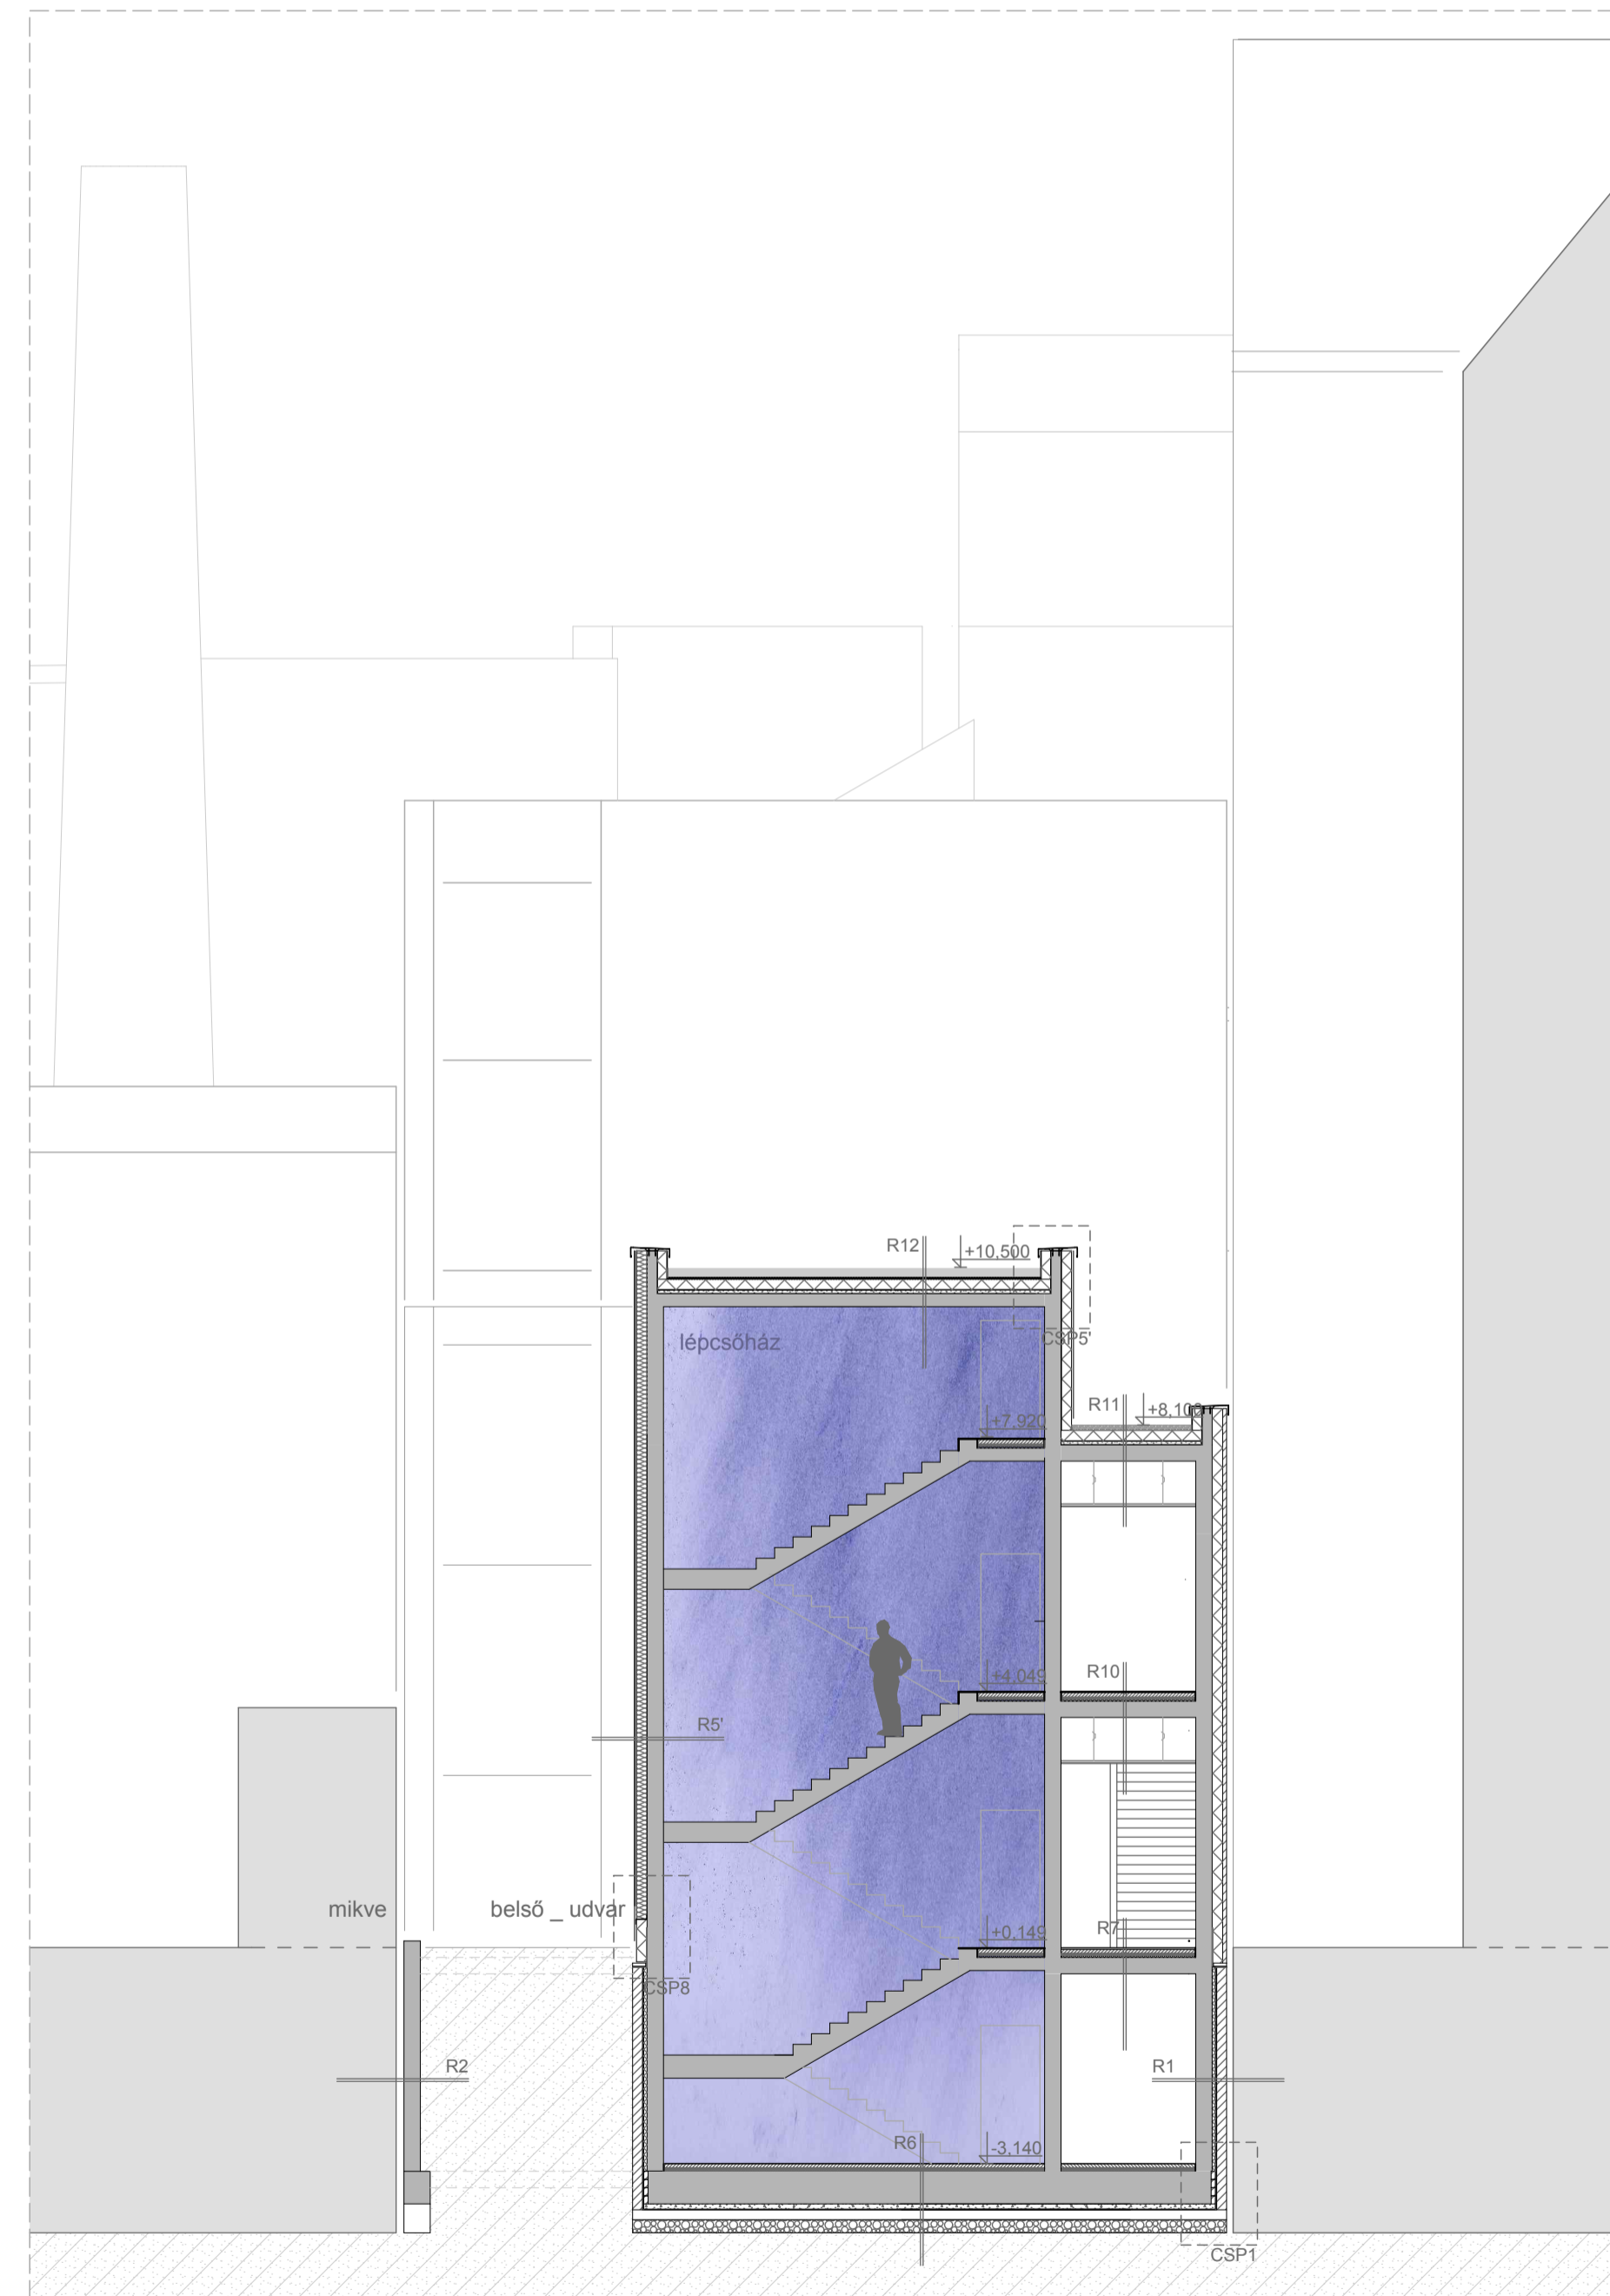 R12
+10,500
lépcsőház
CSP5'
R11
+8,100
+7,920
+4,049
R10
R5'
mikve
belső _ udvar
+0,149
R7
CSP8
R2
R1
R6
-3,140
CSP1